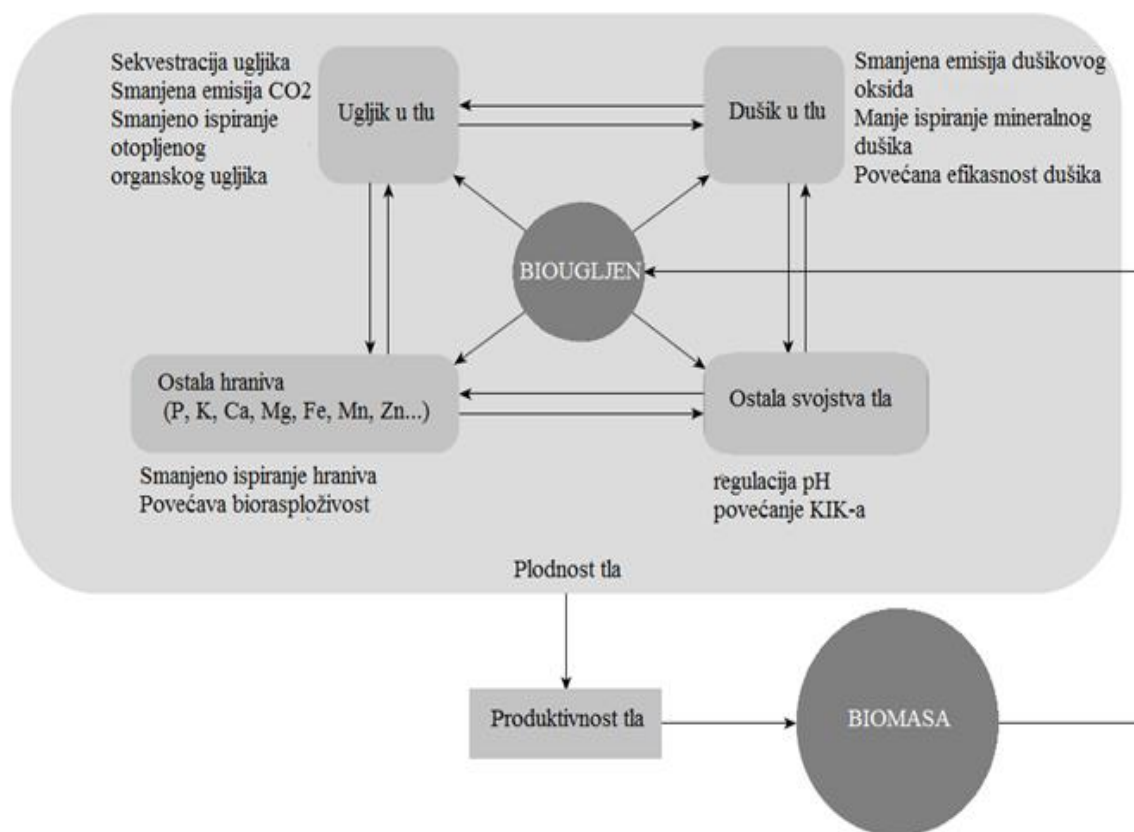 Sekvestracija ugljika
Smanjena emisija CO2
Smanjeno ispiranje
otopljenog
organskog ugljika
Ugljik u tlu
Dušik u tlu
Smanjena emisija dušikovog
oksida
Manje ispiranje mineralnog
dušika
Povećana efikasnost dušika
BIOUGLJEN
Ostala hraniva
(P, K, Ca, Mg, Fe, Mn, Zn...)
Ostala svojstva tla
Smanjeno ispiranje hraniva
Povećava biorasploživost
regulacija pH
povećanje KIK-a
Plodnost tla
Produktivnost tla
BIOMASA